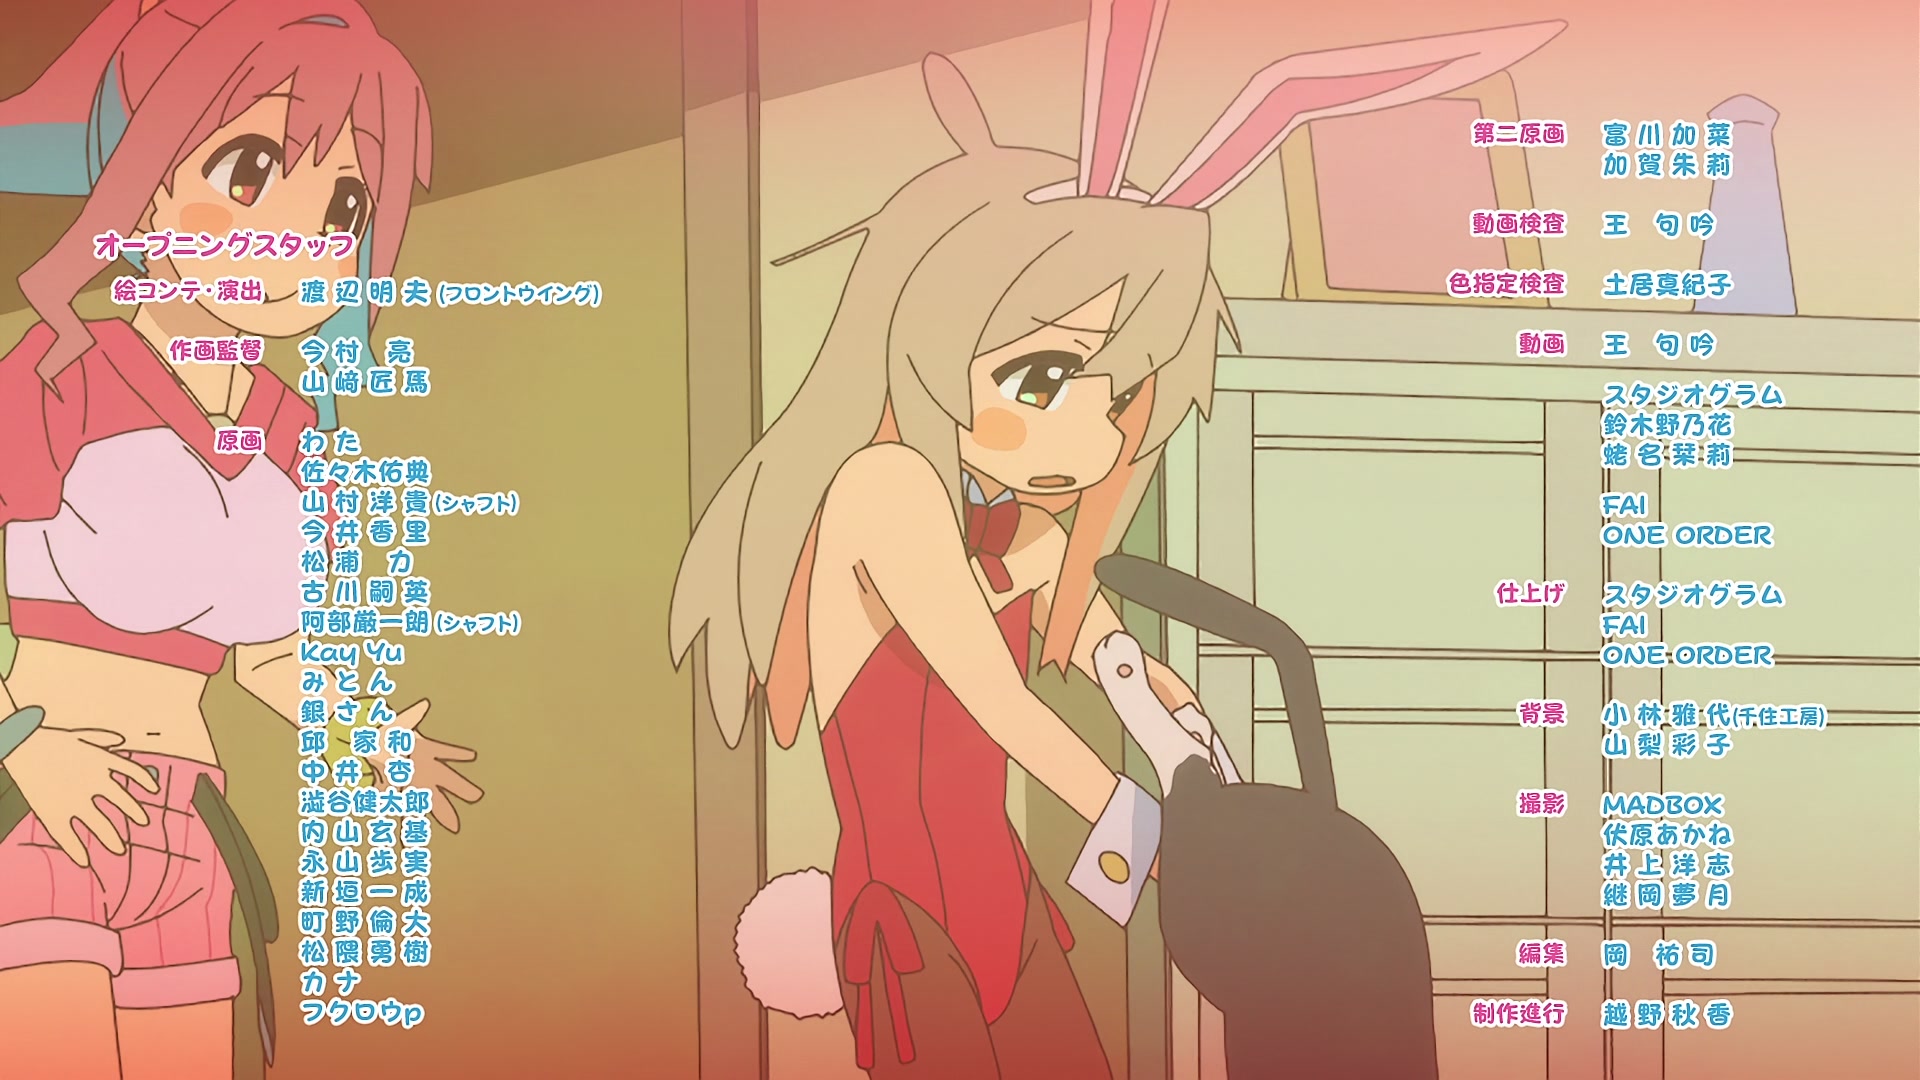 オープニングスタッフ
絵コンテ・演出 渡辺明夫(フロントウイング)
作画監督 今村 亮
山﨑匠馬
原画 わた
佐々木佑典
山村洋貴(シャフト)
今井香里
松浦 力
古川嗣英
阿部厳一朗(シャフト)
Kay Yu
みとん
銀さん
邱 家和
中井 杏
澁谷健太郎
内山玄基
永山歩実
新垣一成
町野倫大
松隈勇樹
カナ
フクロウp
第二原画 富川加菜
加賀朱莉
動画検査 王 句吟
色指定検査 土居真紀子
動画 王 句吟
スタジオグラム
鈴木野乃花
蛯名栞莉
FAI
ONE ORDER
仕上げ スタジオグラム
FAI
ONE ORDER
背景 小林雅代(千住工房)
山梨彩子
撮影 MADBOX
伏原あかね
井上洋志
継岡夢月
編集 岡 祐司
制作進行 越野秋香